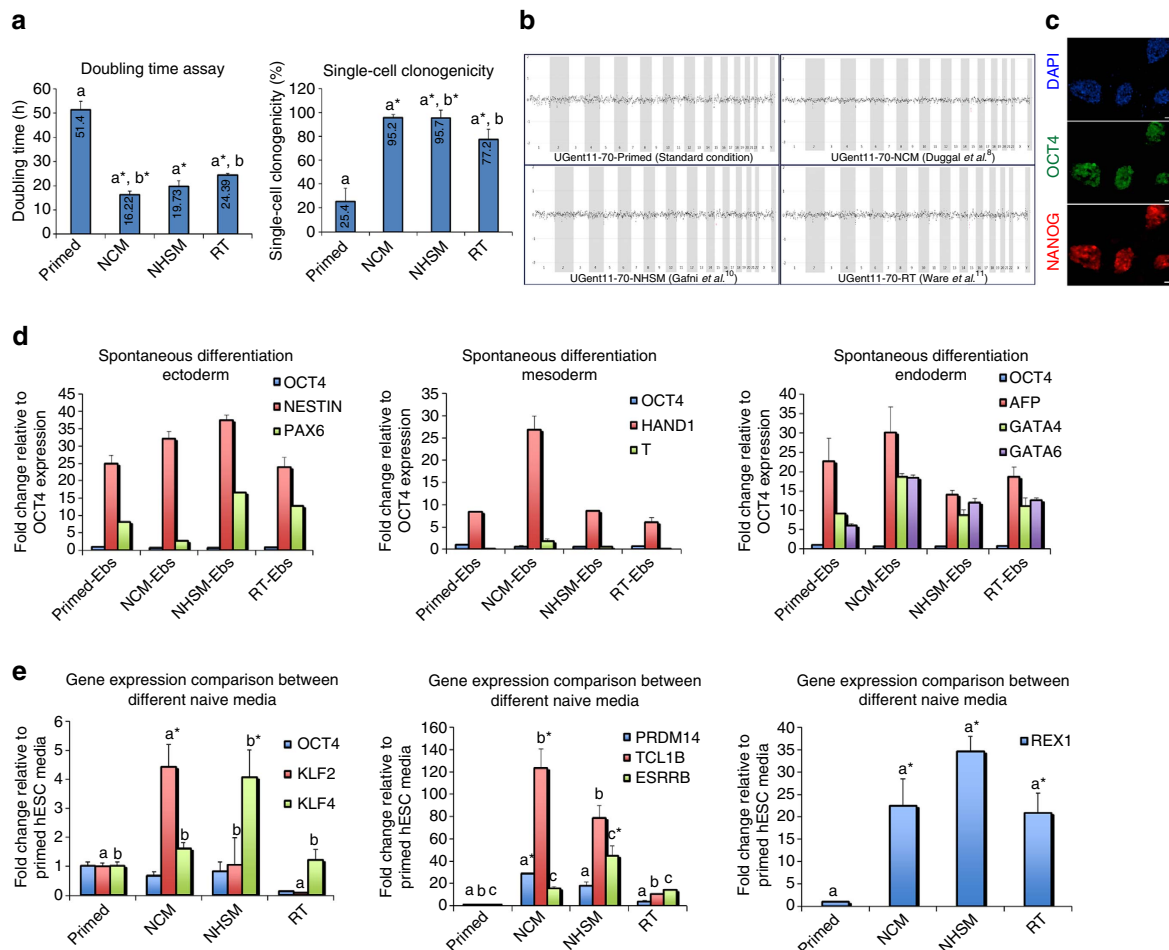 a
Doubling time assay
Doubling time (h)
60
50
40
30
20
10
0
a
a*, b*
a*
a*, b
51.4
16.22
19.73
24.39
Primed
NCM
NHSM
RT
Single-cell clonogenicity
Single-cell clonogenicity (%)
120
100
80
60
40
20
0
a
a*
a*, b*
a*, b
25.4
95.2
95.7
77.2
Primed
NCM
NHSM
RT
b
UGent11-70-Primed (Standard condition)
UGent11-70-NCM (Duggal et al.8)
UGent11-70-NHSM (Gafni et al.10)
UGent11-70-RT (Ware et al.11)
c
DAPI
OCT4
NANOG
d
Spontaneous differentiation
ectoderm
Fold change relative to
OCT4 expression
45
40
35
30
25
20
15
10
5
0
OCT4
NESTIN
PAX6
Primed-Ebs
NCM-Ebs
NHSM-Ebs
RT-Ebs
Spontaneous differentiation
mesoderm
Fold change relative to
OCT4 expression
35
30
25
20
15
10
5
0
OCT4
HAND1
T
Primed-Ebs
NCM-Ebs
NHSM-Ebs
RT-Ebs
Spontaneous differentiation
endoderm
Fold change relative to
OCT4 expression
40
35
30
25
20
15
10
5
0
OCT4
AFP
GATA4
GATA6
Primed-Ebs
NCM-Ebs
NHSM-Ebs
RT-Ebs
e
Gene expression comparison between
different naive media
Fold change relative to
primed hESC media
6
5
4
3
2
1
0
OCT4
KLF2
KLF4
a b
a*
b
b
b*
a
b
Primed
NCM
NHSM
RT
Gene expression comparison between
different naive media
Fold change relative to
primed hESC media
160
140
120
100
80
60
40
20
0
PRDM14
TCL1B
ESRRB
a b c
a*
b*
c
a
b
c*
a
b
c
Primed
NCM
NHSM
RT
Gene expression comparison between
different naive media
Fold change relative to
primed hESC media
40
35
30
25
20
15
10
5
0
REX1
a
a*
a*
a*
Primed
NCM
NHSM
RT